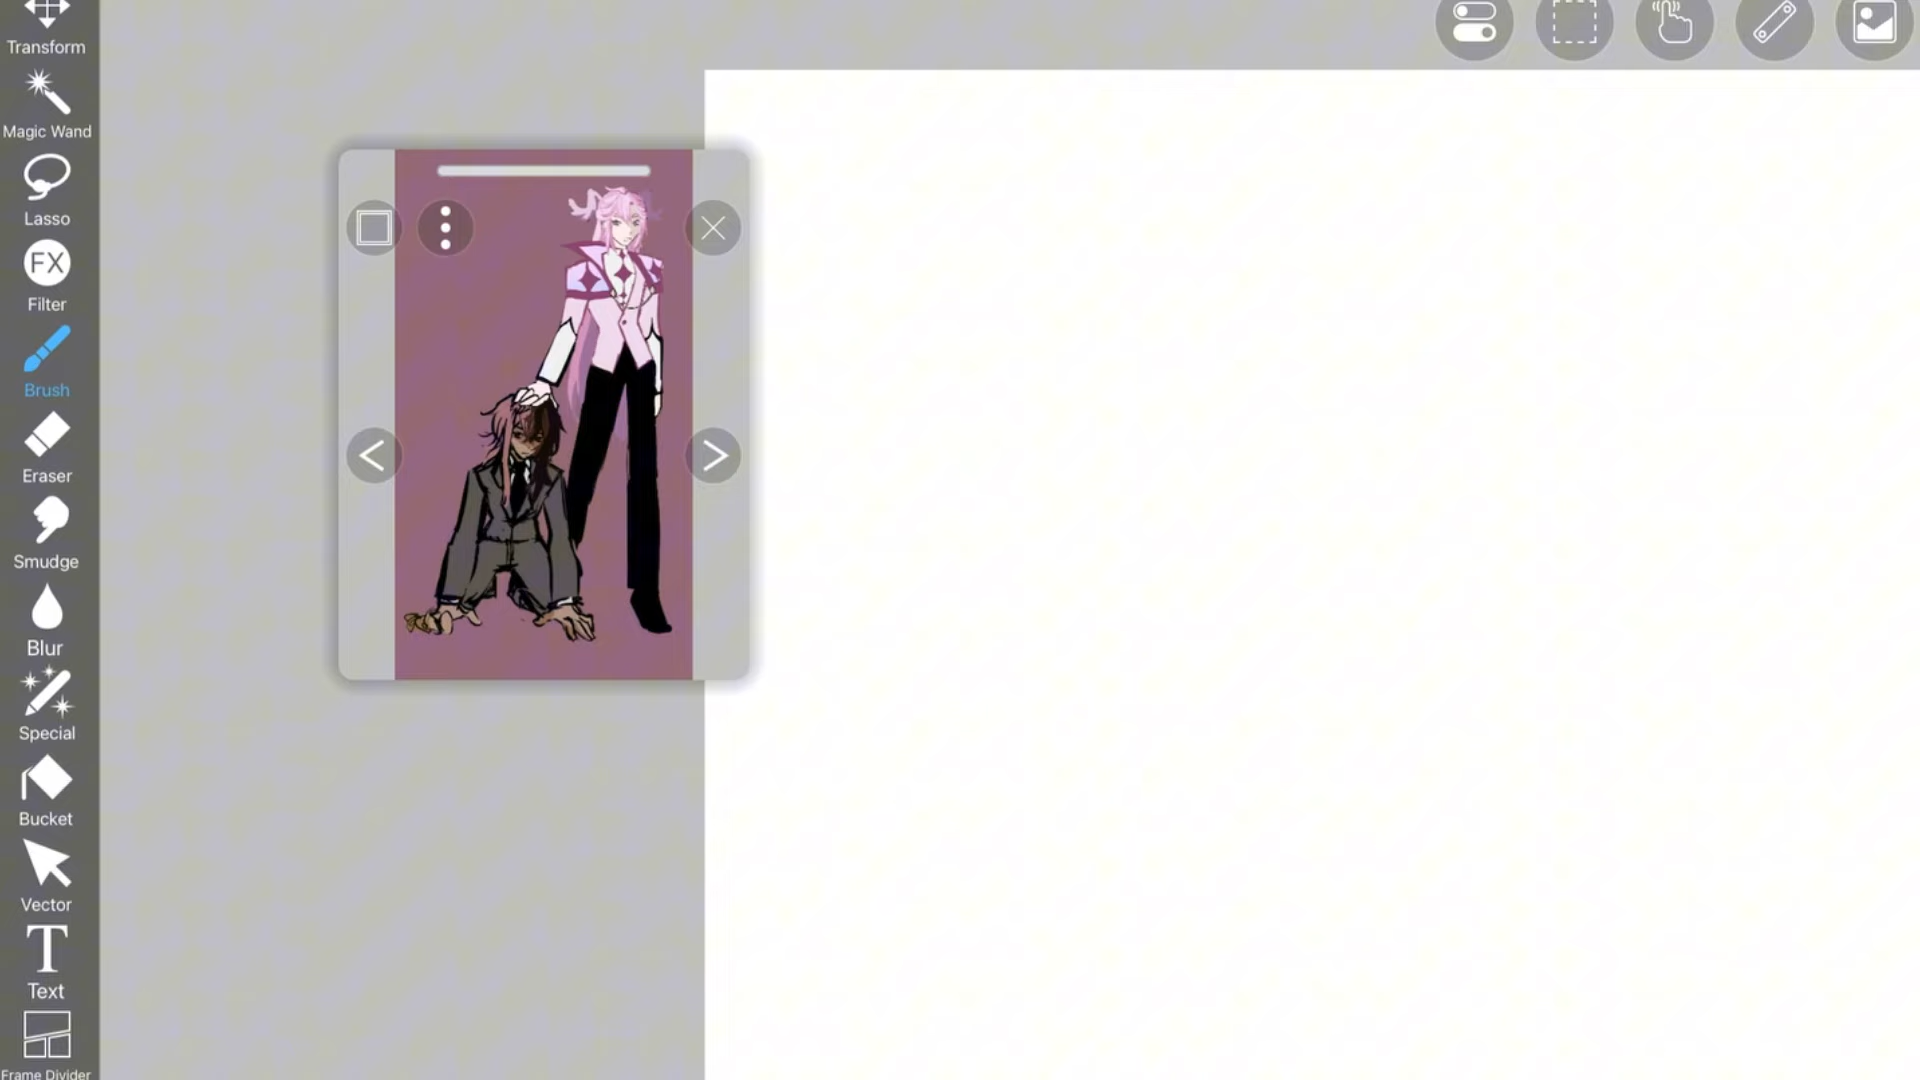 Transform
Magic Wand
Lasso
FX
Filter
Brush
Eraser
Smudge
Blur
Special
Bucket
Vector
T
Text
Frame Divider